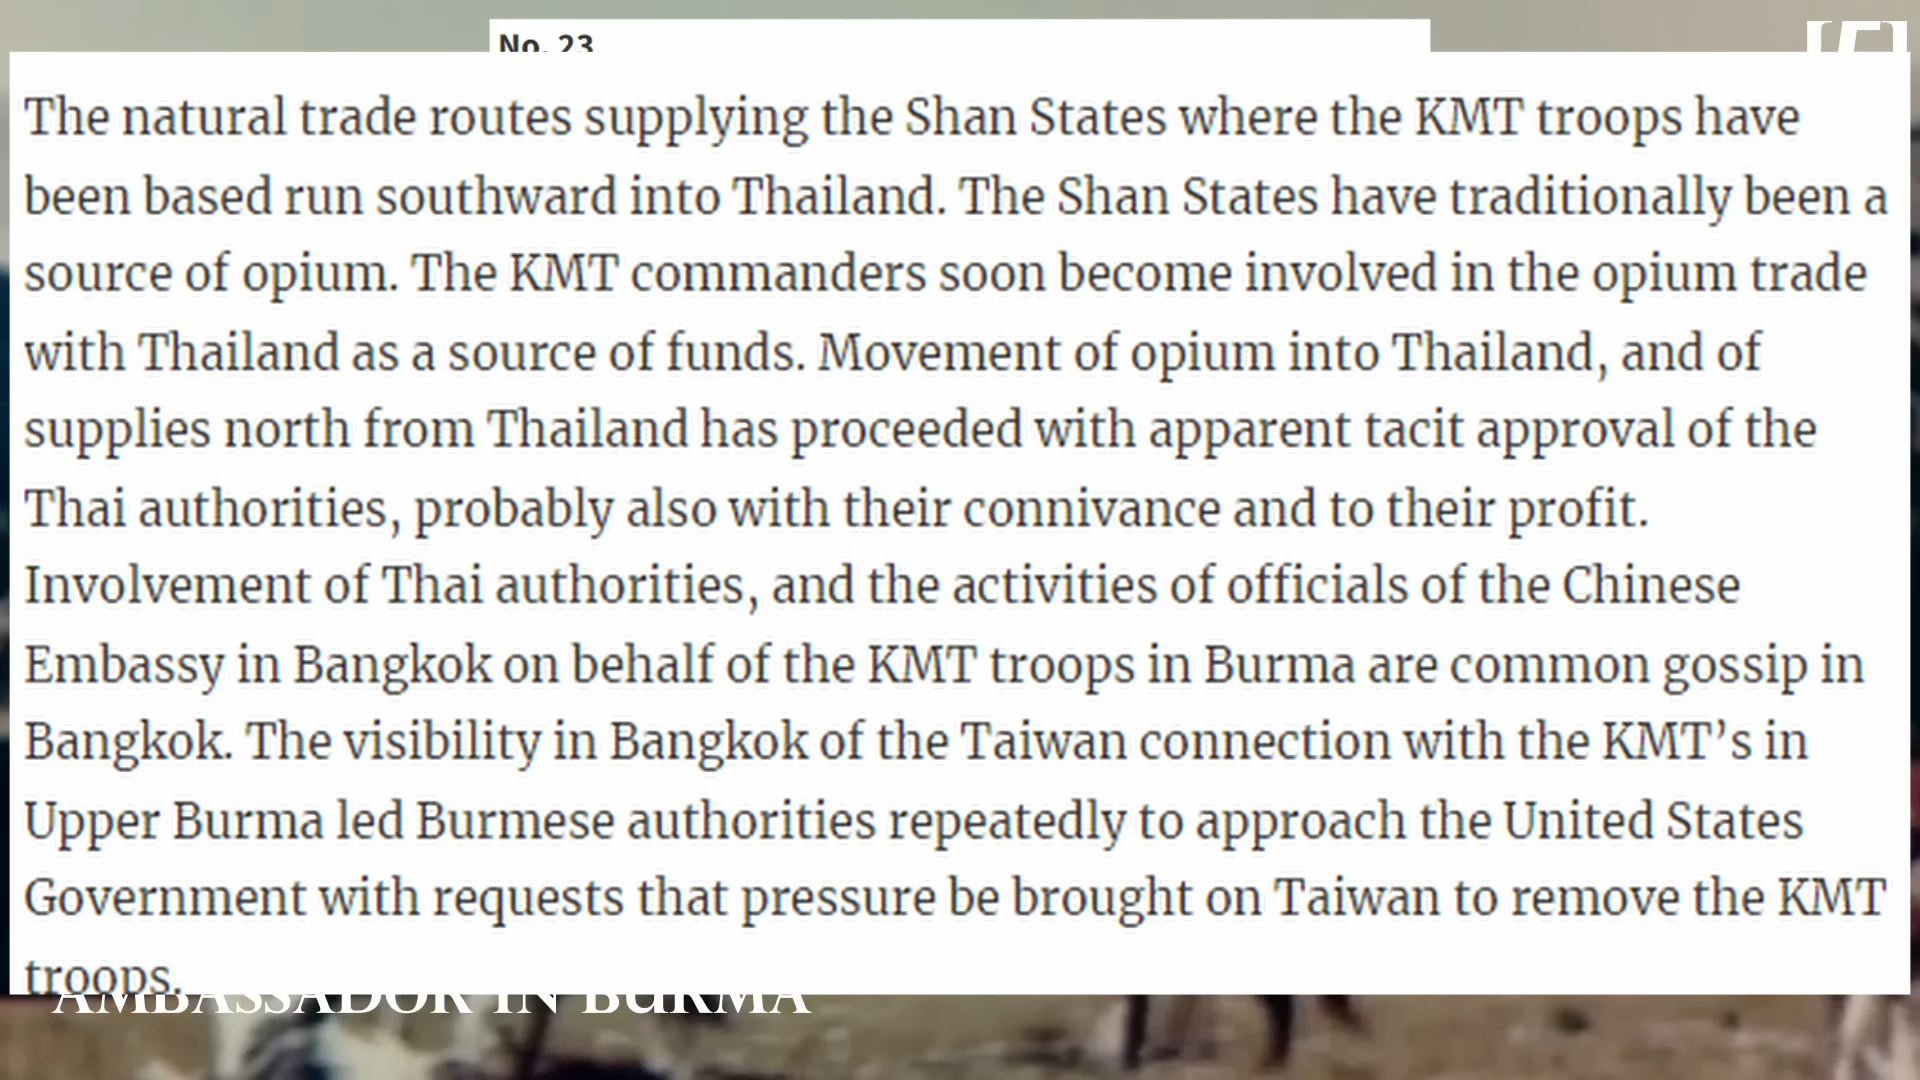 No. 23
The natural trade routes supplying the Shan States where the KMT troops have
been based run southward into Thailand. The Shan States have traditionally been a
source of opium. The KMT commanders soon become involved in the opium trade
with Thailand as a source of funds. Movement of opium into Thailand, and of
supplies north from Thailand has proceeded with apparent tacit approval of the
Thai authorities, probably also with their connivance and to their profit.
Involvement of Thai authorities, and the activities of officials of the Chinese
Embassy in Bangkok on behalf of the KMT troops in Burma are common gossip in
Bangkok. The visibility in Bangkok of the Taiwan connection with the KMT’s in
Upper Burma led Burmese authorities repeatedly to approach the United States
Government with requests that pressure be brought on Taiwan to remove the KMT
troops.
AMBASSADOR IN BURMA